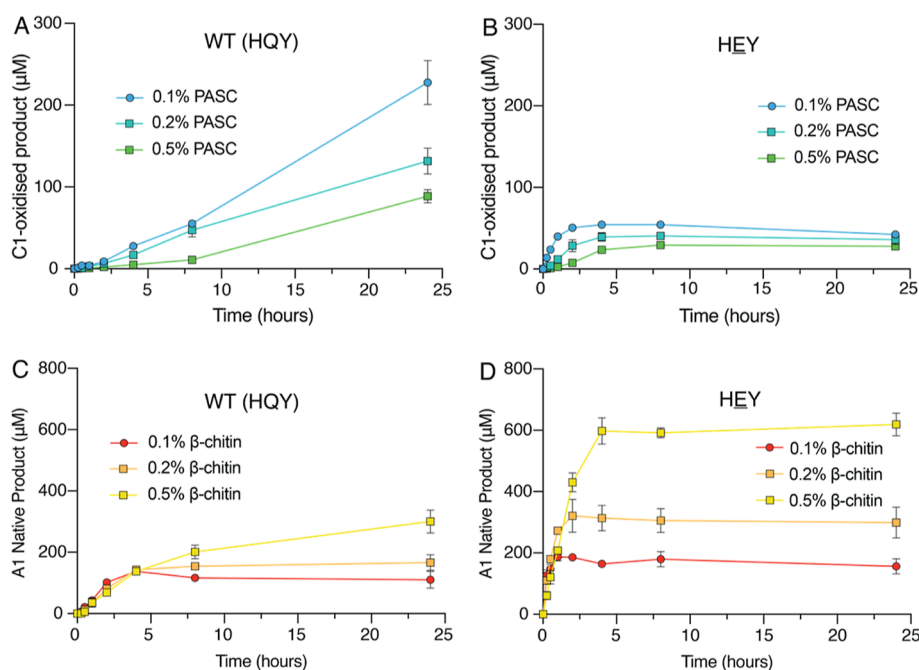 A
WT (HQY)
C1-oxidised product (µM)
300
200
100
0
0.1% PASC
0.2% PASC
0.5% PASC
0 5 10 15 20 25
Time (hours)
B
HEY
C1-oxidised product (µM)
300
200
100
0
0.1% PASC
0.2% PASC
0.5% PASC
0 5 10 15 20 25
Time (hours)
C
WT (HQY)
A1 Native Product (µM)
800
600
400
200
0
0.1% β-chitin
0.2% β-chitin
0.5% β-chitin
0 5 10 15 20 25
Time (hours)
D
HEY
A1 Native Product (µM)
800
600
400
200
0
0.1% β-chitin
0.2% β-chitin
0.5% β-chitin
0 5 10 15 20 25
Time (hours)